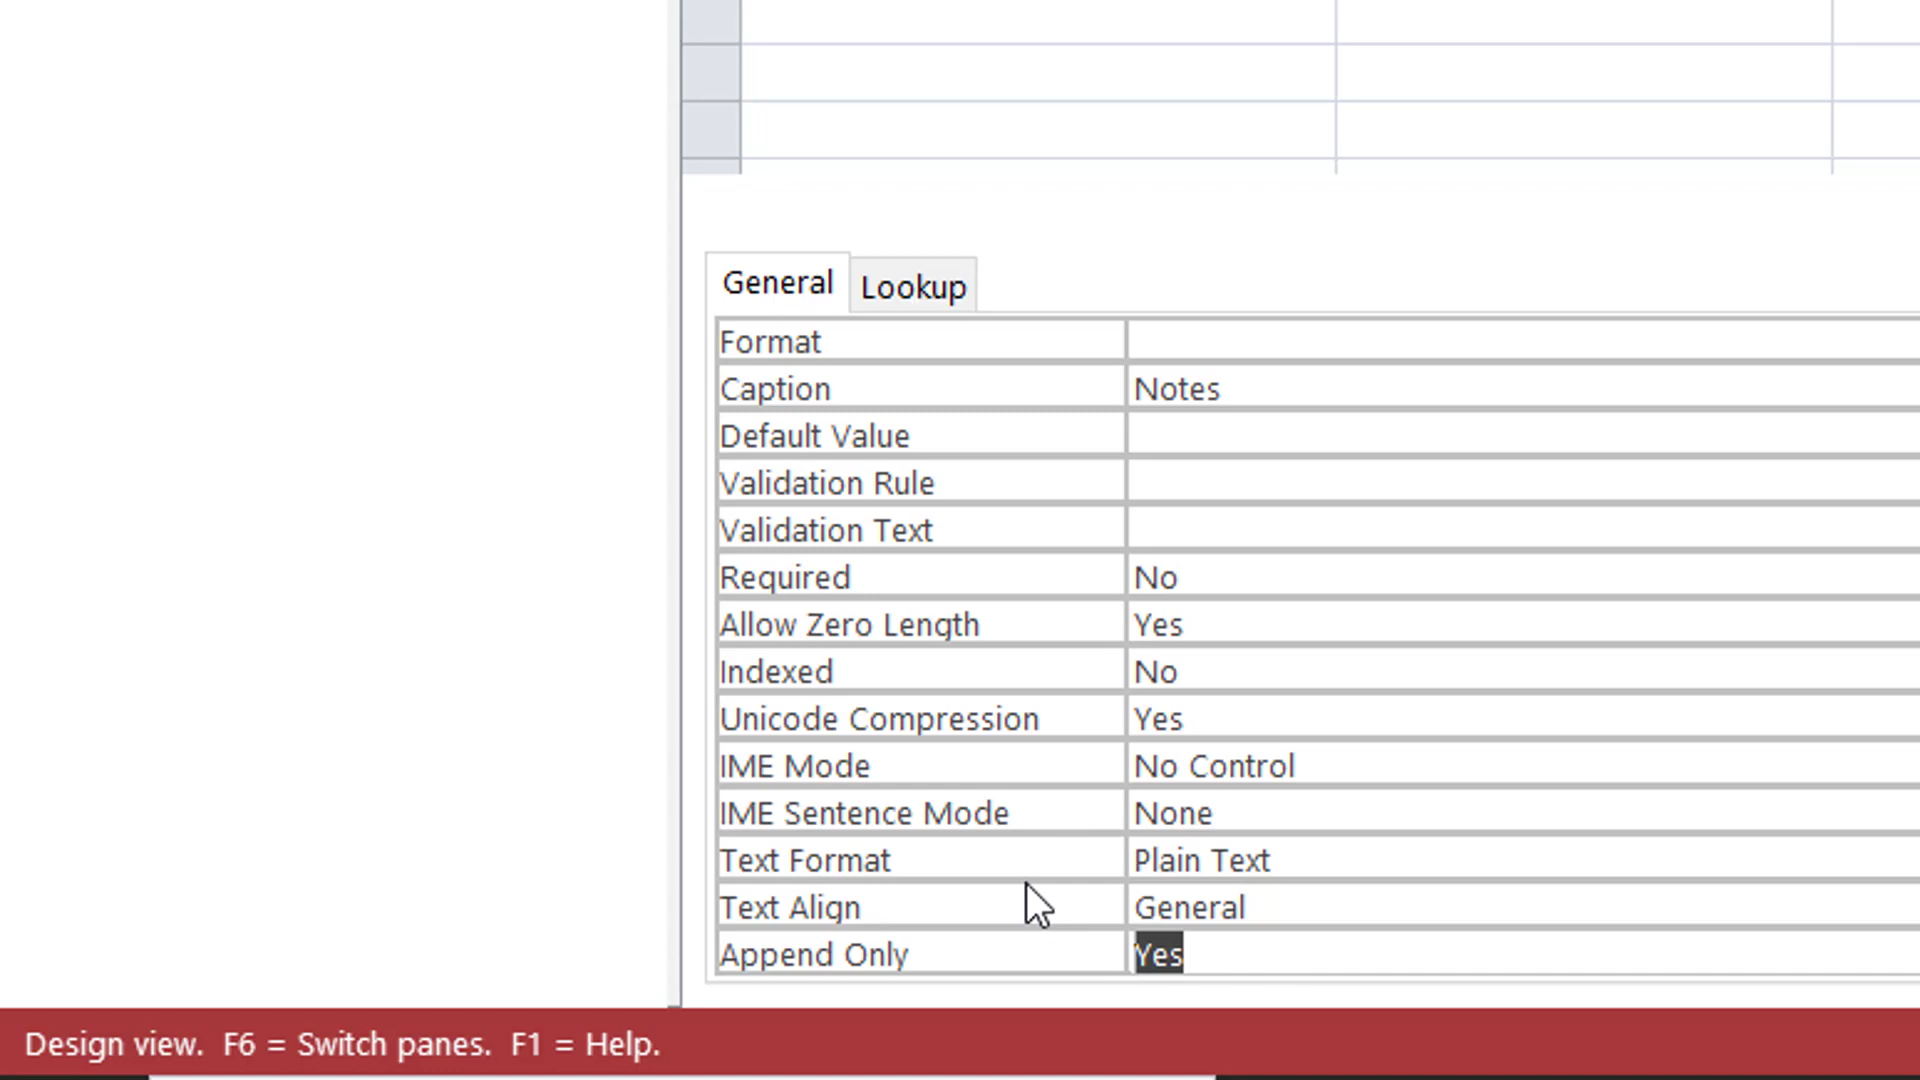 General Lookup
Format
Caption Notes
Default Value
Validation Rule
Validation Text
Required No
Allow Zero Length Yes
Indexed No
Unicode Compression Yes
IME Mode No Control
IME Sentence Mode None
Text Format Plain Text
Text Align General
Append Only Yes
Design view. F6 = Switch panes. F1 = Help.